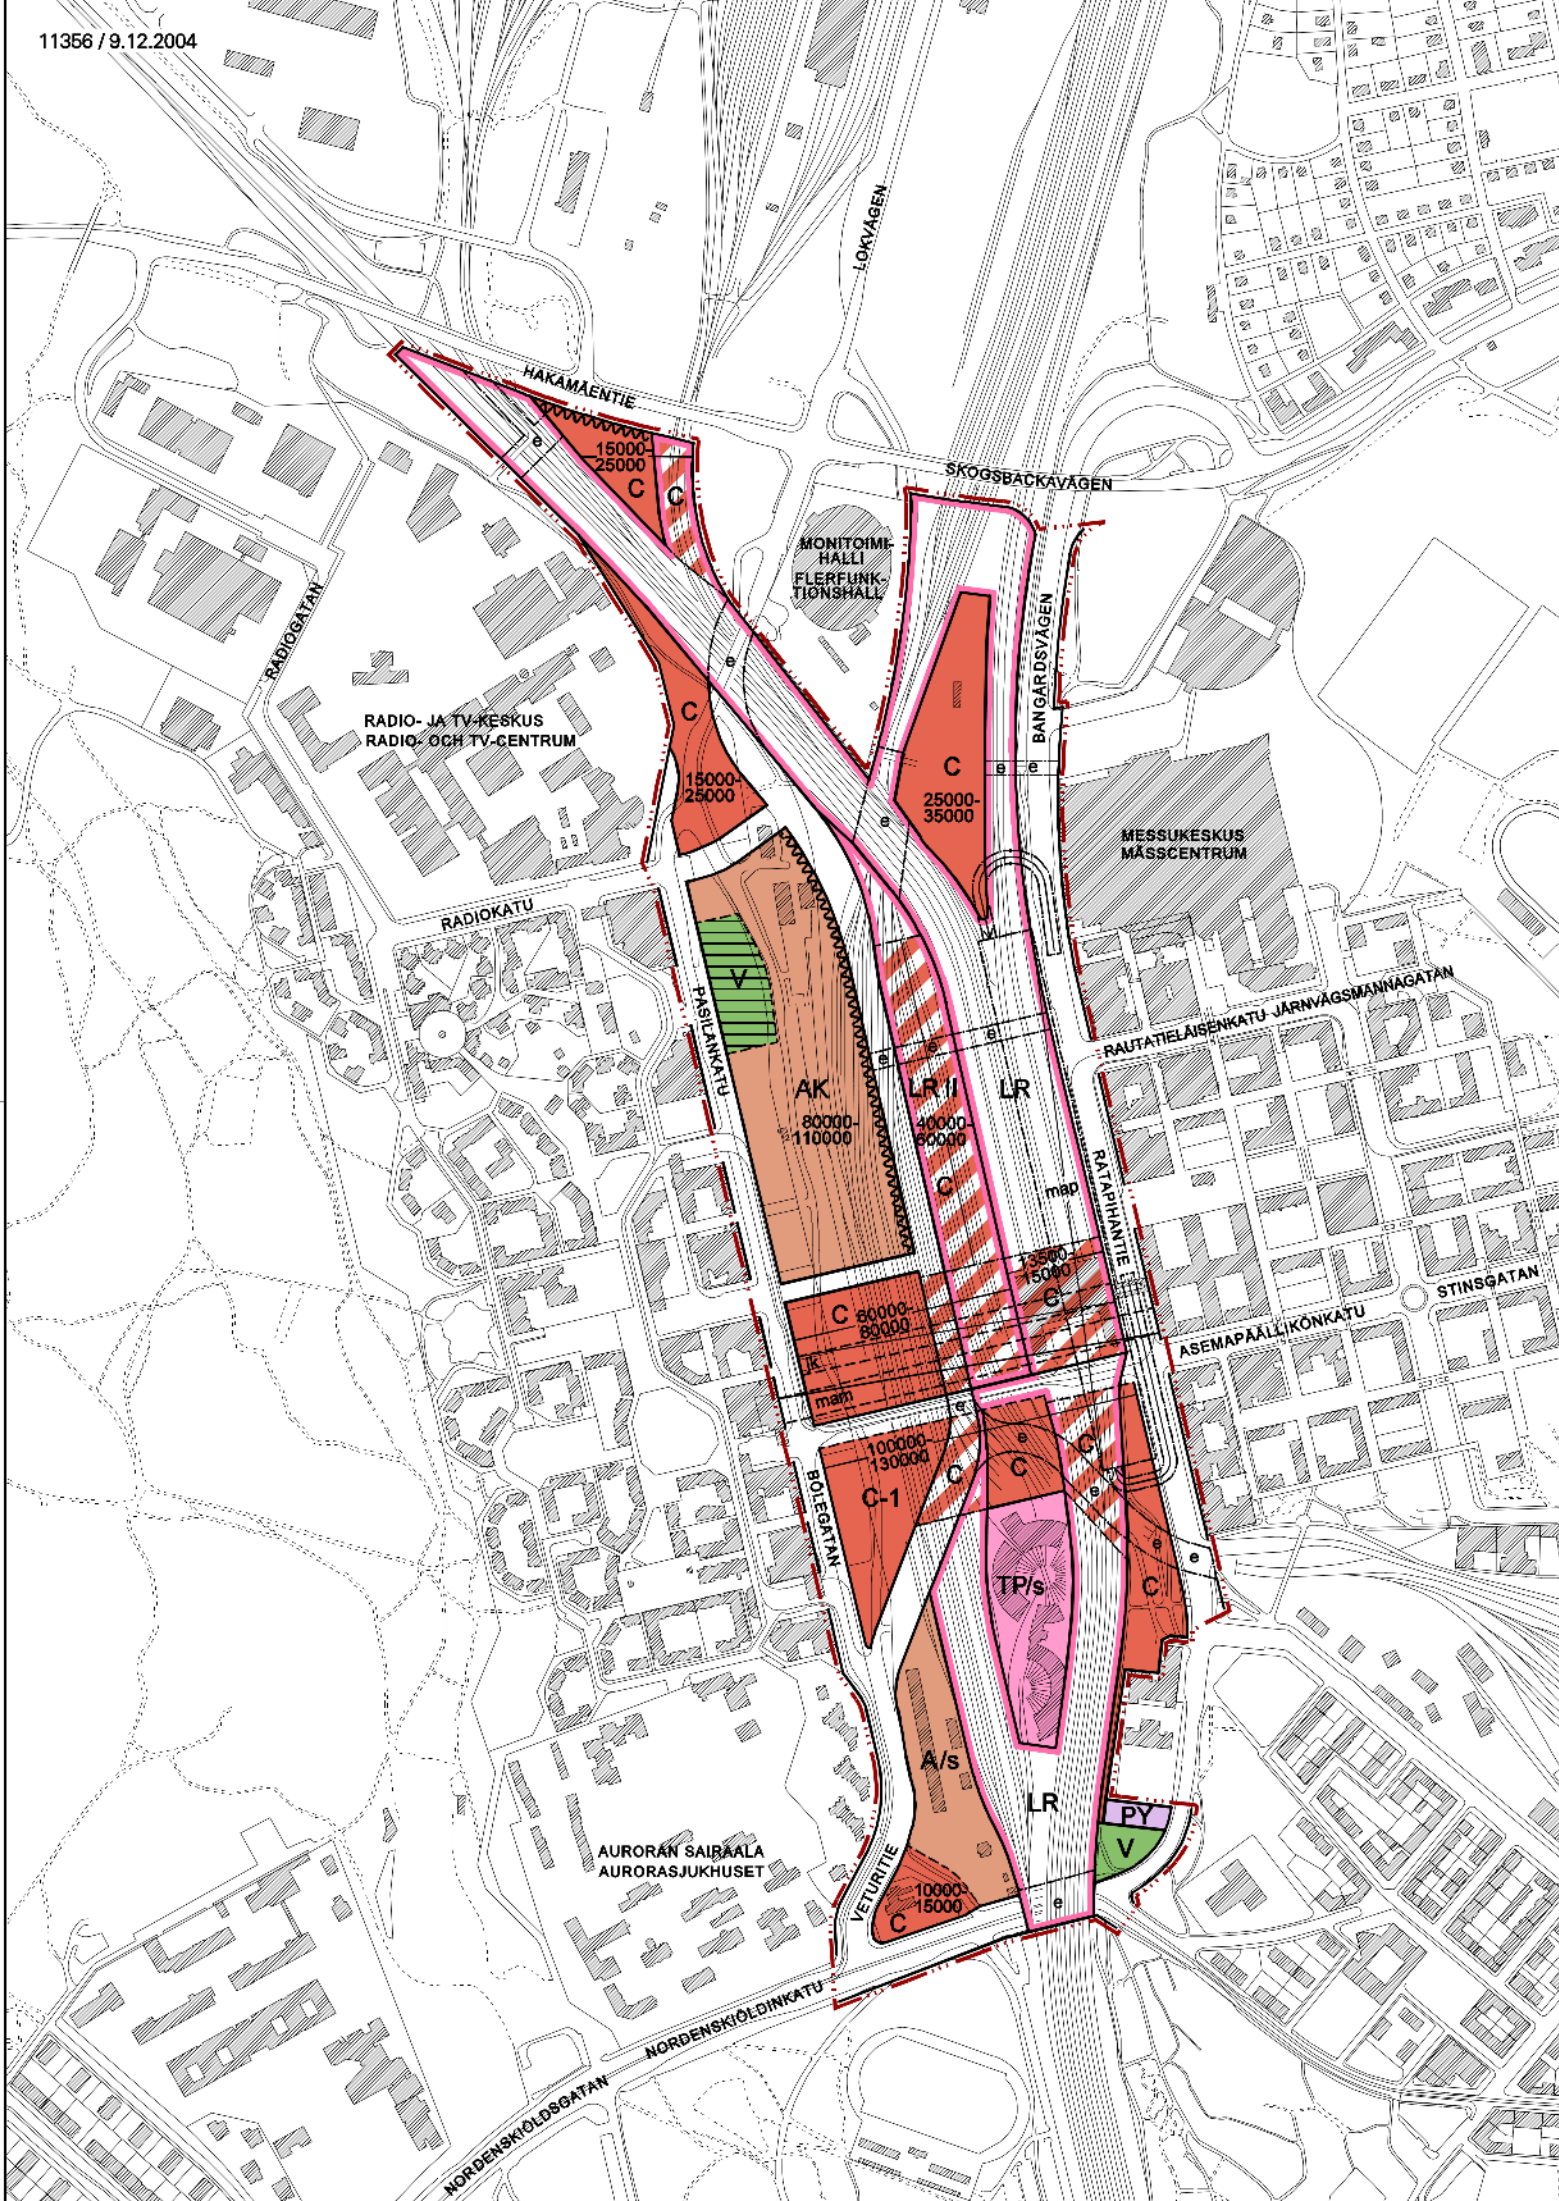 11356 / 9.12.2004
LOKVÄGEN
HAKAMÄENTIE
e
15000-
25000
C
C
SKOGSBACKAVÄGEN
MONITOIMI-
HALLI
FLERFUNK-
TIONSHALL
RADIOGATAN
BANGÅRDSVÄGEN
e
RADIO- JA TV-KESKUS
RADIO- OCH TV-CENTRUM
C
C
e
e
15000-
25000
25000-
35000
e
MESSUKESKUS
MÄSSCENTRUM
RADIOKATU
V
PASILANKATU
RAUTATIELÄISENKATU JÄRNVÄGSMANNAGATAN
e
e
e
AK
LR II
LR
80000-
110000
40000-
60000
RATAPIHANTIE
C
map
13500-
15000
C
STINSGATAN
C
60000-
80000
ASEMAPÄÄLLIKÖNKATU
jk
mam
e
100000-
130000
e
C
C
C
C-1
e
BÖLEGATAN
e
e
TP/s
C
A/s
LR
PY
V
AURORAN SAIRAALA
AURORASJUKHUSET
VETURITIE
10000-
15000
C
e
NORDENSKIÖLDINKATU
NORDENSKIÖLDSGATAN